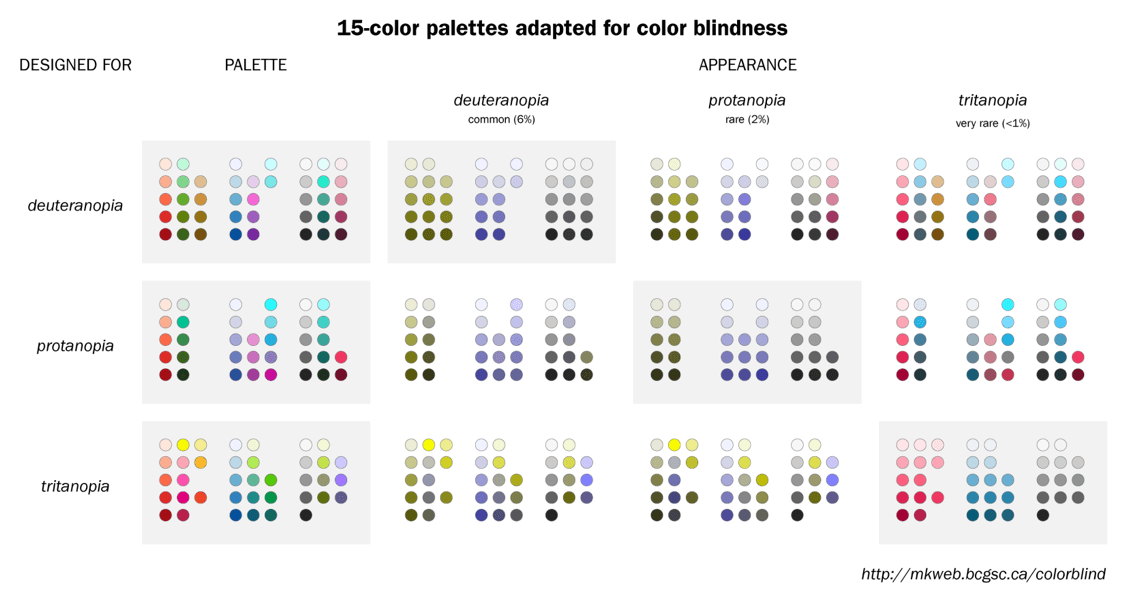 15-color palettes adapted for color blindness
DESIGNED FOR PALETTE APPEARANCE
deuteranopia protanopia tritanopia
common (6%) rare (2%) very rare (<1%)
deuteranopia
protanopia
tritanopia
http://mkweb.bcgsc.ca/colorblind